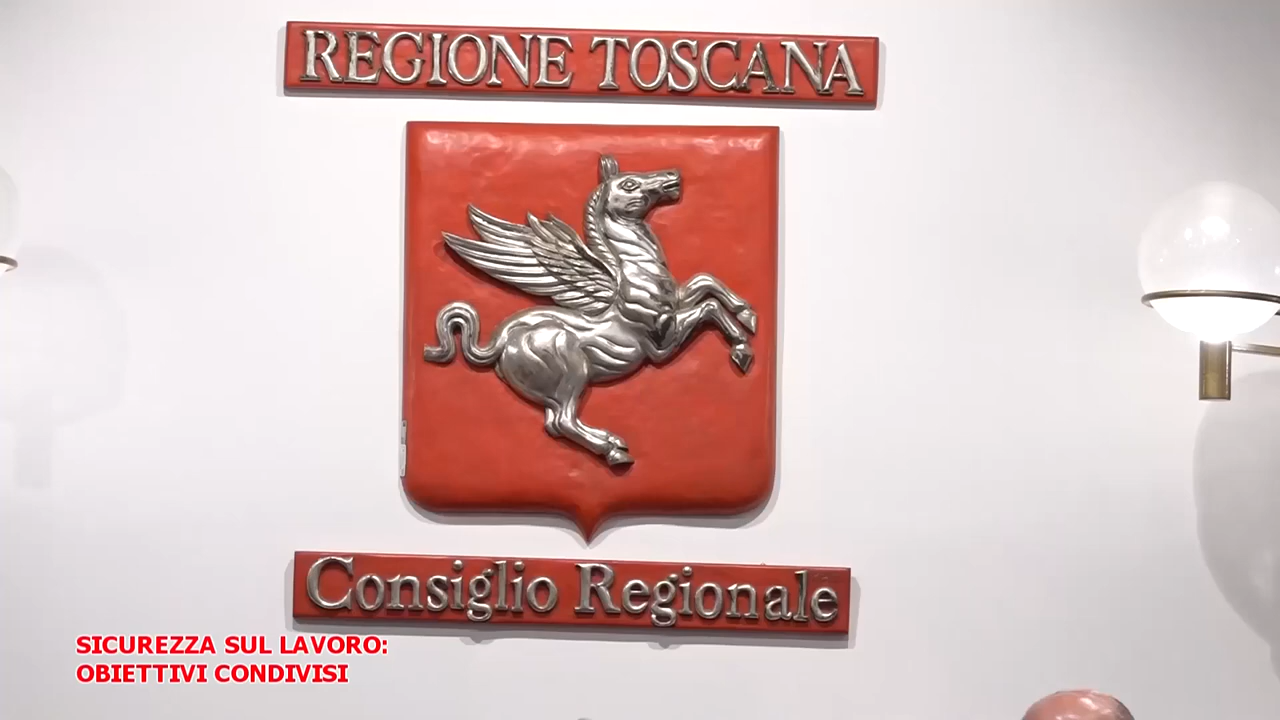 REGIONE TOSCANA
Consiglio Regionale
SICUREZZA SUL LAVORO:
OBIETTIVI CONDIVISI